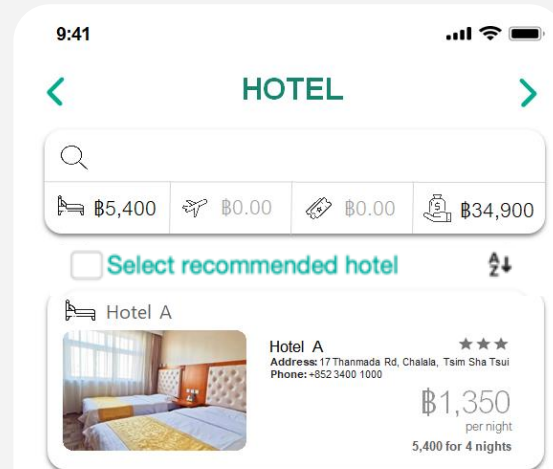 9:41
HOTEL
฿5,400 ฿0.00 ฿0.00 ฿34,900
Select recommended hotel
A
Z
Hotel A
Hotel A
Address: 17 Thanmada Rd, Chalala, Tsim Sha Tsui
Phone: +852 3400 1000
฿1,350
per night
5,400 for 4 nights